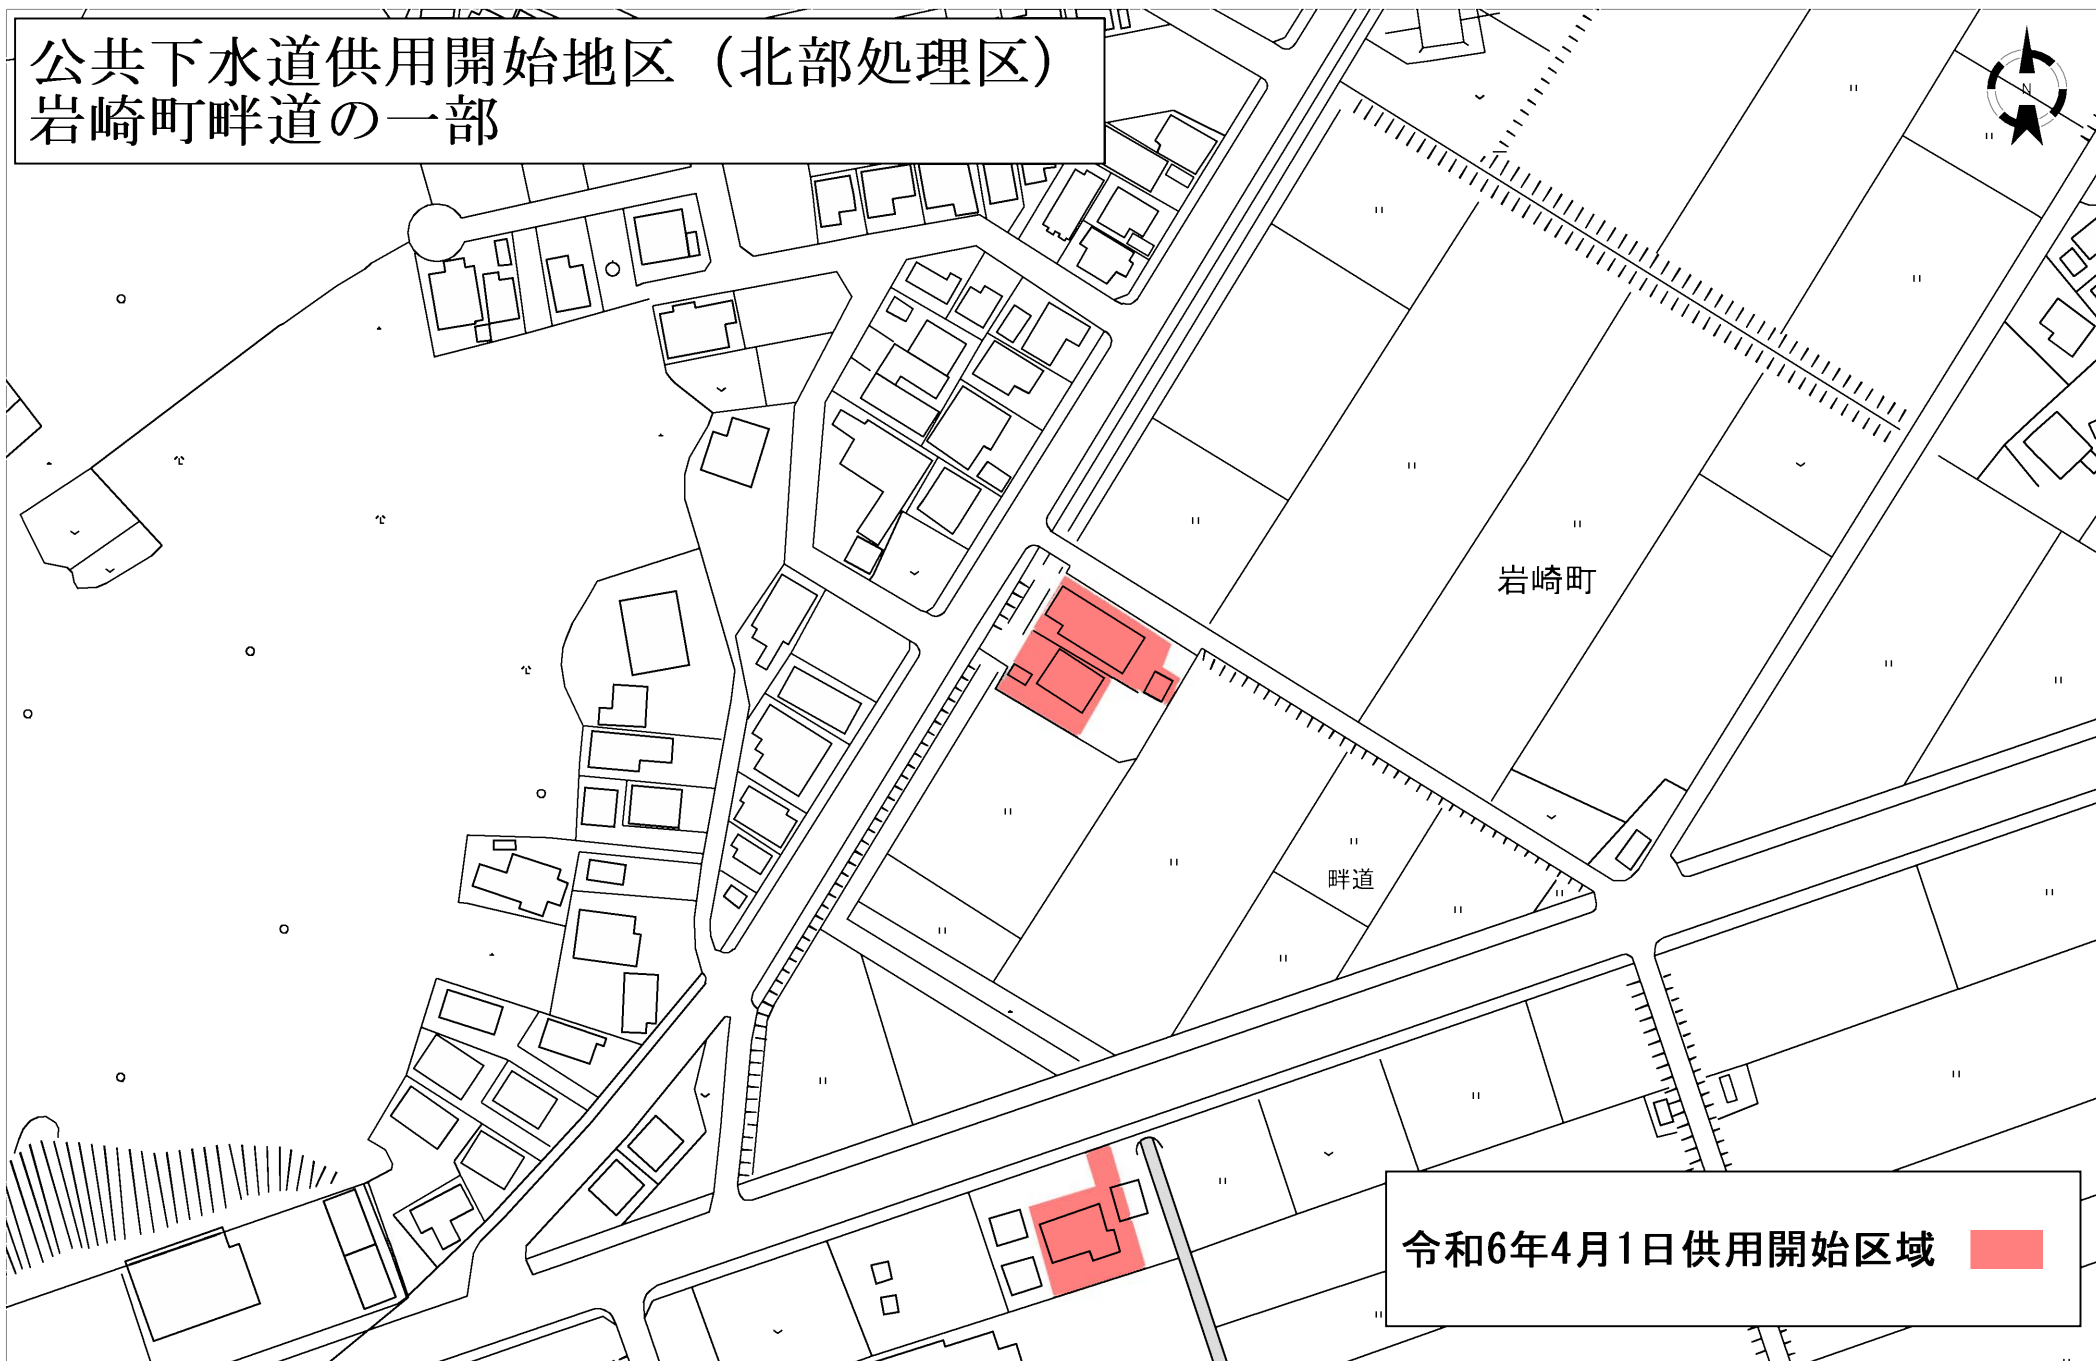 公共下水道供用開始地区（北部処理区）
岩崎町畔道の一部
N
岩崎町
畔道
令和6年4月1日供用開始区域